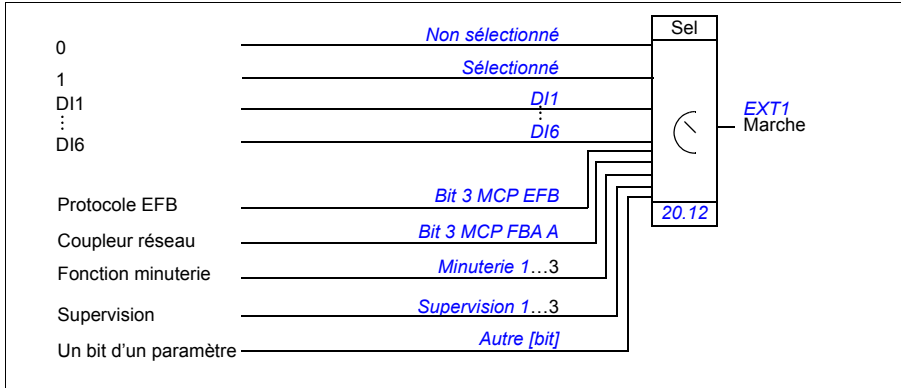 0 Non sélectionné Sel
1 Sélectionné
DI1 DI1 EXT1
⋮ ⋮ Marche
DI6 DI6
Protocole EFB Bit 3 MCP EFB 20.12
Coupleur réseau Bit 3 MCP FBA A
Fonction minuterie Minuterie 1…3
Supervision Supervision 1…3
Un bit d’un paramètre Autre [bit]